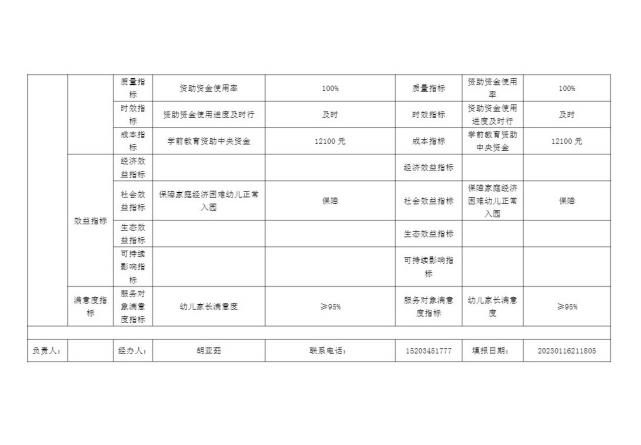 质量指标 资助资金使用率 100% 质量指标 资助资金使用率 100%
时效指标 资助资金使用进度及时行 及时 时效指标 资助资金使用进度及时行 及时
成本指标 学前教育资助中央资金 12100 元 成本指标 学前教育资助中央资金 12100 元
效益指标 经济效益指标 经济效益指标
社会效益指标 保障家庭经济困难幼儿正常入园 保障 社会效益指标 保障家庭经济困难幼儿正常入园 保障
生态效益指标 生态效益指标
可持续影响指标 可持续影响指标
满意度指标 服务对象满意度指标 幼儿家长满意度 ≥95% 服务对象满意度指标 幼儿家长满意度 ≥95%
负责人： 经办人： 胡亚茹 联系电话： 15203451777 填报日期： 20230116211805